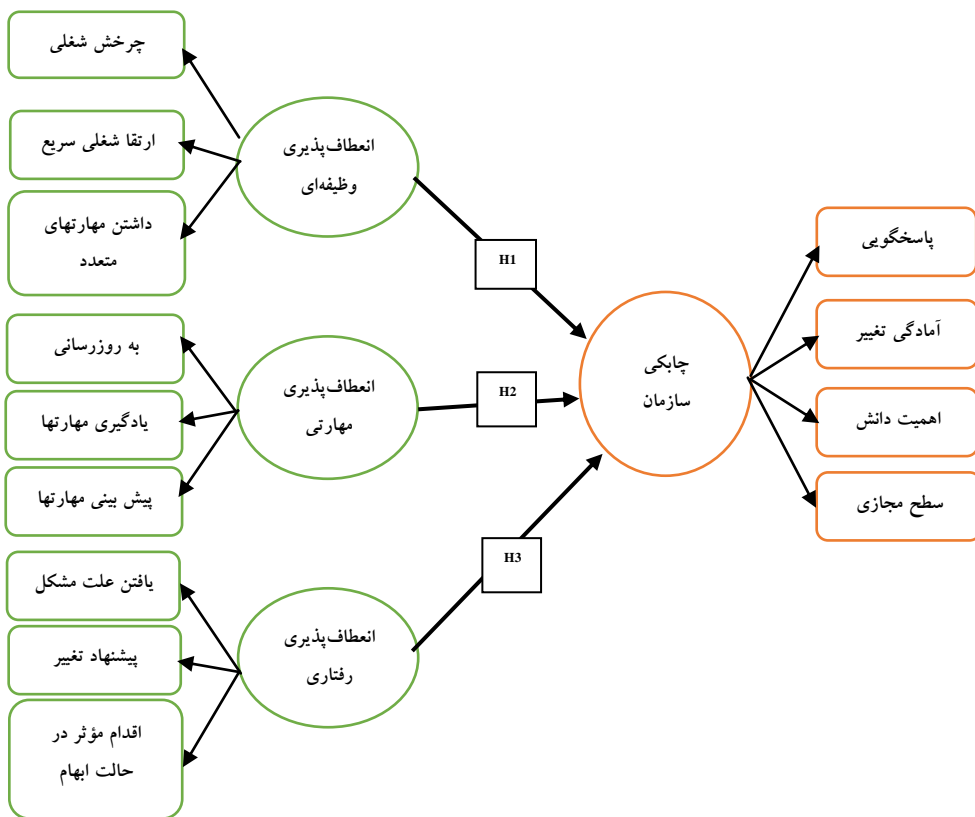 چرخش شغلی
ارتقا شغلی سریع
داشتن مهارتهای
متعدد
انعطاف‌پذیری
وظیفه‌ای
H1
به روزرسانی
یادگیری مهارتها
پیش بینی مهارتها
انعطاف‌پذیری
مهارتی
H2
یافتن علت مشکل
پیشنهاد تغییر
اقدام مؤثر در
حالت ابهام
انعطاف‌پذیری
رفتاری
H3
چابکی
سازمان
پاسخگویی
آمادگی تغییر
اهمیت دانش
سطح مجازی